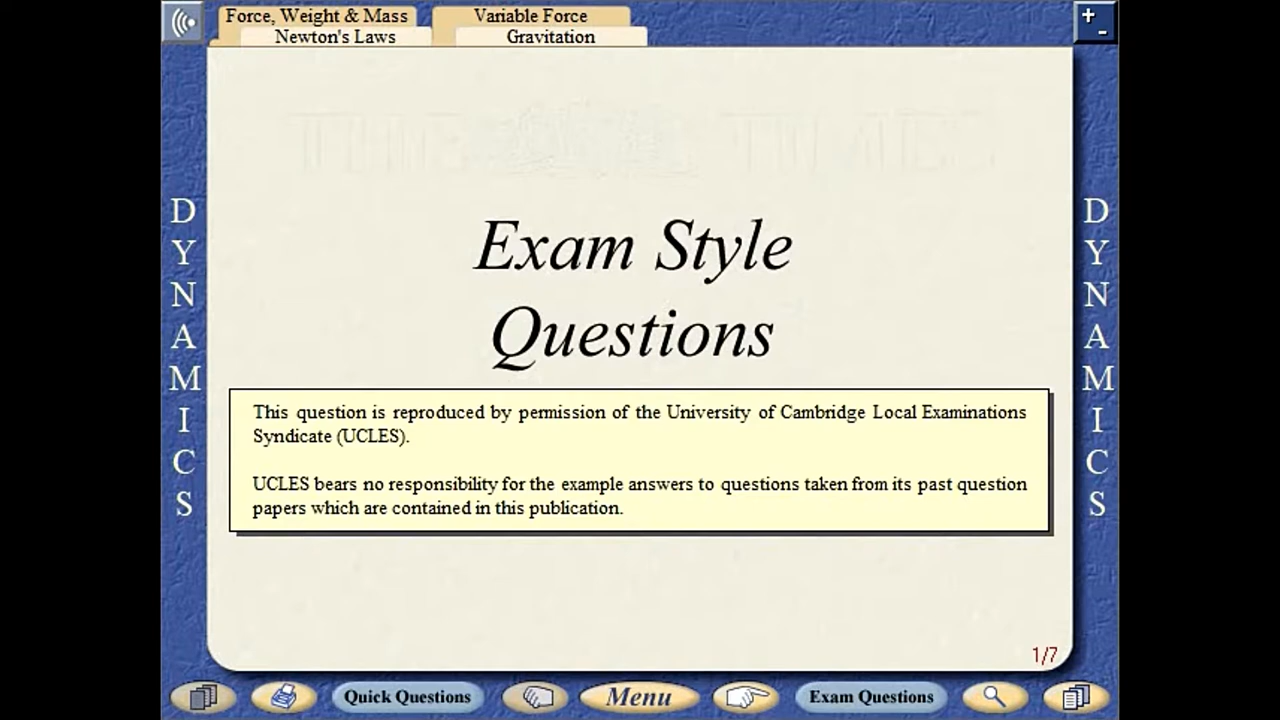 Force, Weight & Mass
Variable Force
Newton's Laws
Gravitation
+
-
DYNAMICS
DYNAMICS
Exam Style
Questions
This question is reproduced by permission of the University of Cambridge Local Examinations
Syndicate (UCLES).
UCLES bears no responsibility for the example answers to questions taken from its past question
papers which are contained in this publication.
1/7
Quick Questions
Menu
Exam Questions